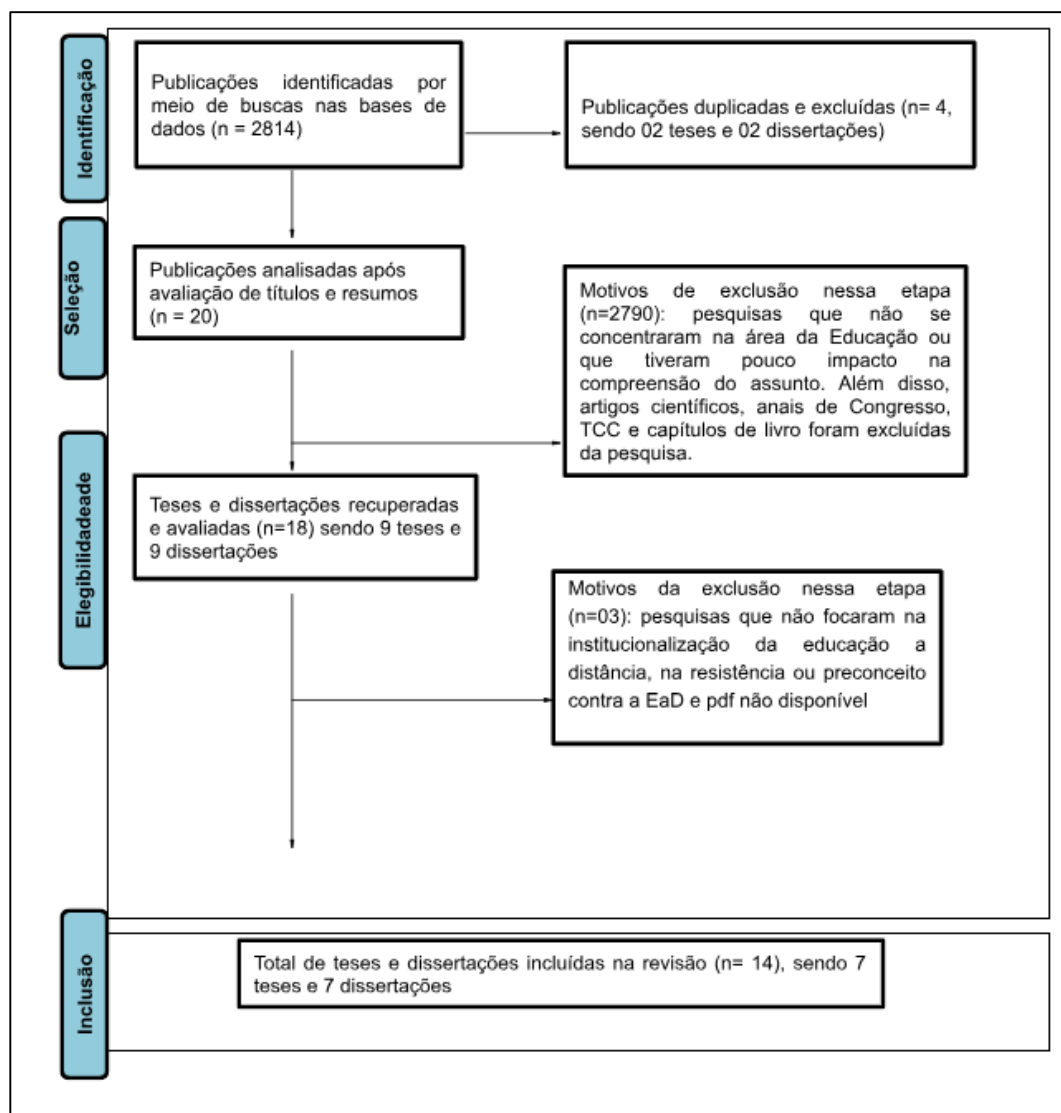 Identificação
Publicações identificadas por
meio de buscas nas bases de
dados (n = 2814)
Publicações duplicadas e excluídas (n= 4,
sendo 02 teses e 02 dissertações)
Seleção
Publicações analisadas após
avaliação de títulos e resumos
(n = 20)
Motivos de exclusão nessa etapa
(n=2790): pesquisas que não se
concentraram na área da Educação ou
que tiveram pouco impacto na
compreensão do assunto. Além disso,
artigos científicos, anais de Congresso,
TCC e capítulos de livro foram excluídas
da pesquisa.
Elegibilidadeade
Teses e dissertações recuperadas
e avaliadas (n=18) sendo 9 teses e
9 dissertações
Motivos da exclusão nessa etapa
(n=03): pesquisas que não focaram na
institucionalização da educação a
distância, na resistência ou preconceito
contra a EaD e pdf não disponível
Inclusão
Total de teses e dissertações incluídas na revisão (n= 14), sendo 7
teses e 7 dissertações